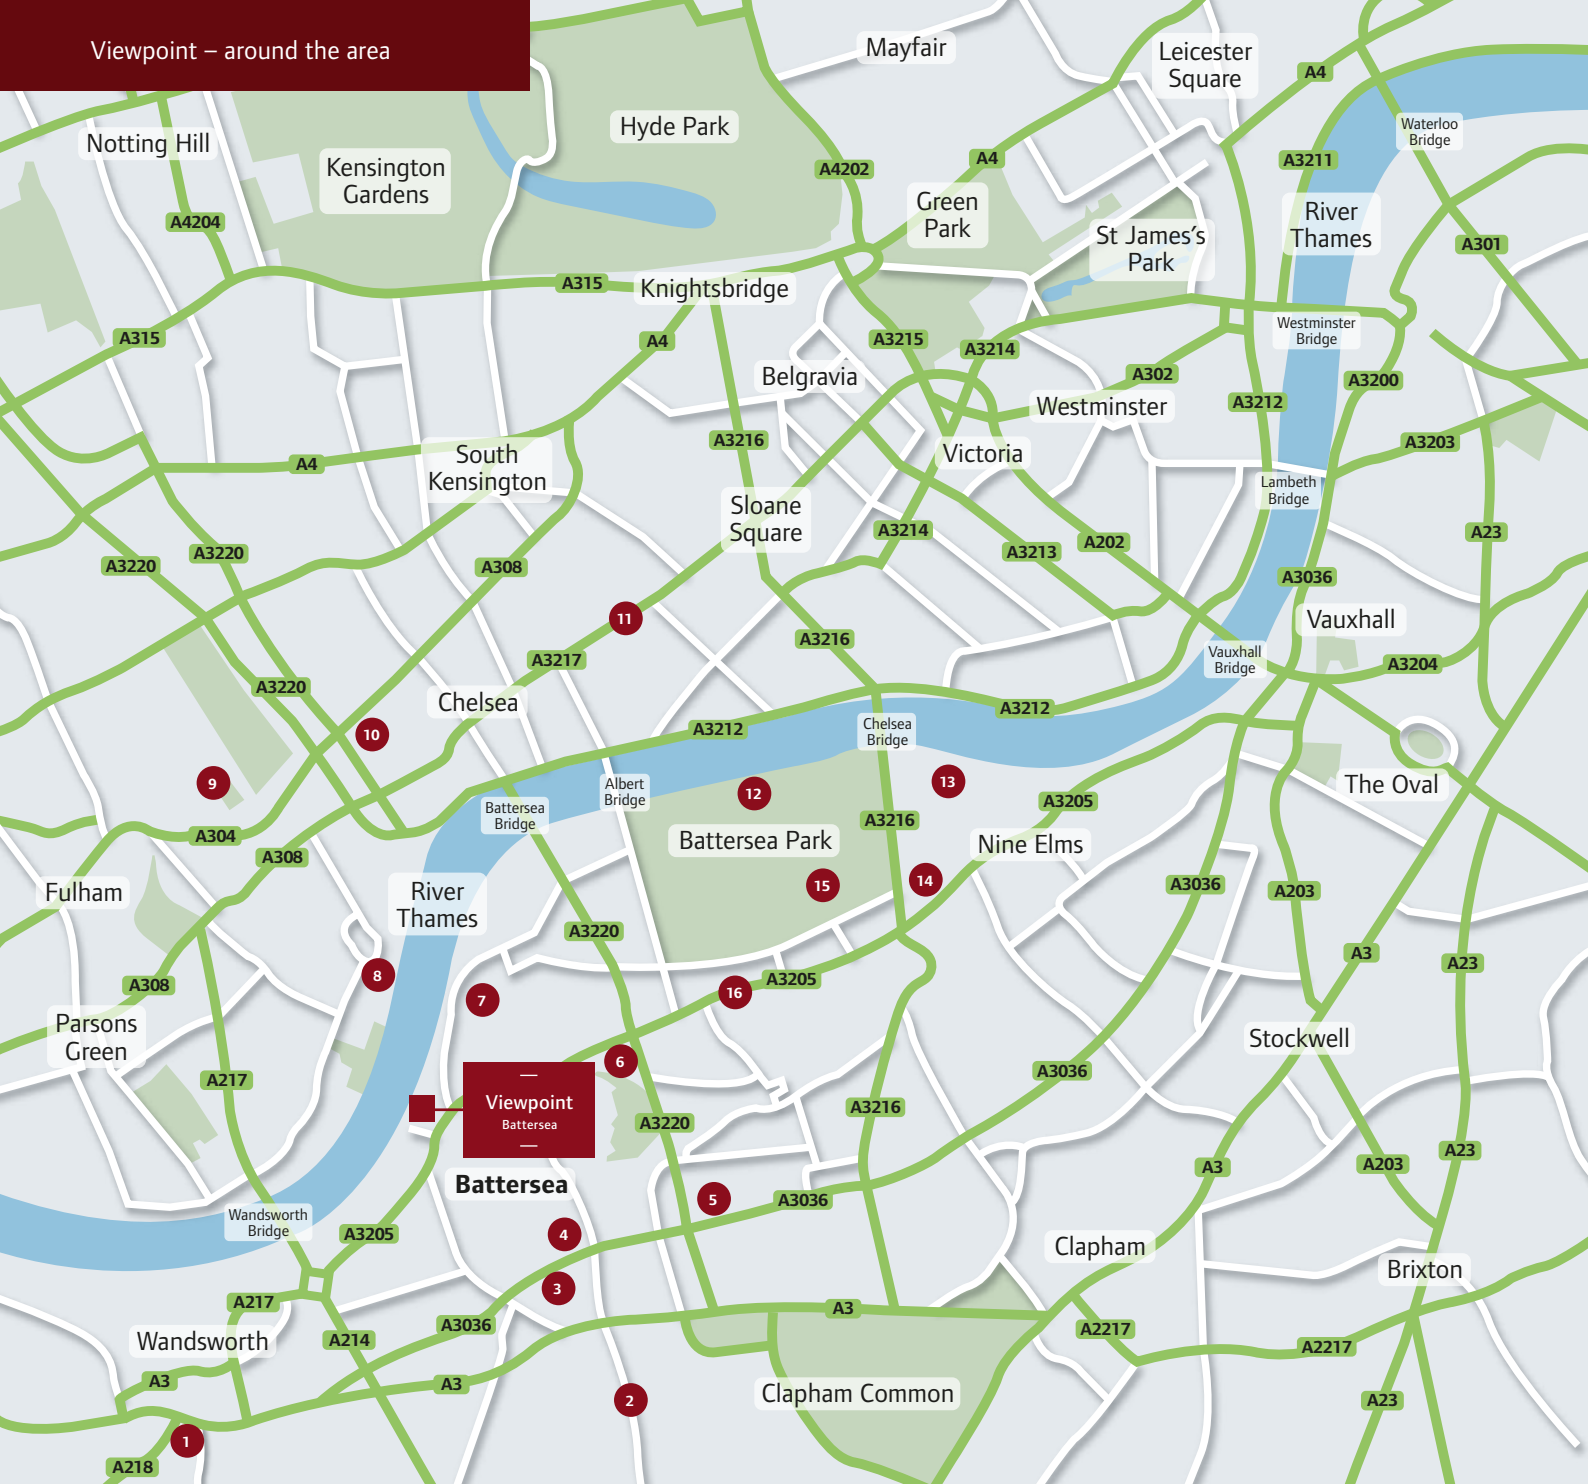 Viewpoint – around the area
Mayfair
Leicester
Square
A4
Notting Hill
Hyde Park
Waterloo
Bridge
Kensington
Gardens
A4202
A4
A3211
A4204
Green
Park
River
Thames
St James's
Park
A301
A315
Knightsbridge
A315
A4
A3215
A3214
Westminster
Bridge
Belgravia
A302
A3200
A3212
Westminster
A3216
A3203
A4
South
Kensington
Victoria
Lambeth
Bridge
Sloane
Square
A3214
A23
A3220
A3220
A308
A3213
A202
A3036
11
A3216
Vauxhall
A3217
Vauxhall
Bridge
A3204
A3220
Chelsea
A3212
A3212
10
Chelsea
Bridge
9
Albert
Bridge
12
13
The Oval
Battersea
Bridge
A3205
A304
A3216
Battersea Park
Nine Elms
A308
Fulham
River
Thames
15
14
A3036
A203
A3220
A3
A23
8
A308
16
A3205
7
Parsons
Green
Stockwell
6
A217
A3036
Viewpoint
Battersea
A3216
A3220
A23
A203
A3
Battersea
5
A3036
Wandsworth
Bridge
A3205
4
Clapham
Brixton
3
A217
A3
A3036
A2217
Wandsworth
A214
A2217
A3
A3
2
Clapham Common
A23
1
A218